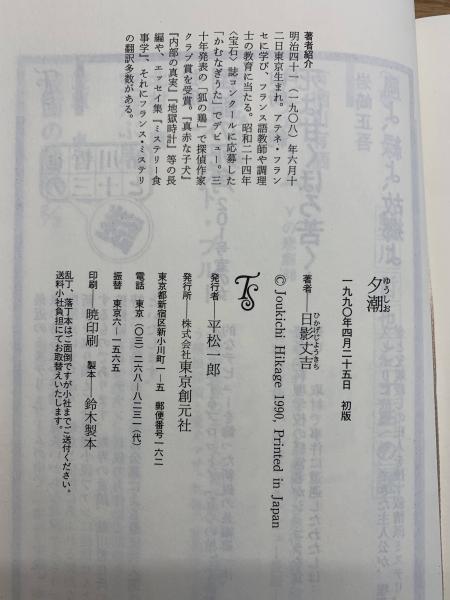 著者紹介
明治四十一（一九〇八）年六月十
二日東京生まれ。アテネ・フラン
セに学び、フランス語教師や調理
士の教育に当たる。昭和二十四年
〈宝石〉誌コンクールに応募した
「かむなぎうた」でデビュー。三
十年発表の「狐の鶏」で探偵作家
クラブ賞を受賞。『真赤な子犬』
『内部の真実』『地獄時計』等の長
編や、エッセイ集『ミステリー食
事学』、それにフランス・ミステリ
の翻訳多数がある。
夕潮
ゆうしお
一九九〇年四月二十五日　初版
著者　日影丈吉
ひかげじょうきち
© Joukichi Hikage 1990, Printed in Japan
TS
発行者　平松一郎
発行所　株式会社東京創元社
東京都新宿区新小川町一―五　郵便番号一六二
電話　東京（〇三）二六八―八二三一（代）
振替　東京六―一五六五
印刷　暁印刷　製本　鈴木製本
乱丁、落丁本はご面倒ですが小社までご送付ください。
送料小社負担にてお取替えいたします。